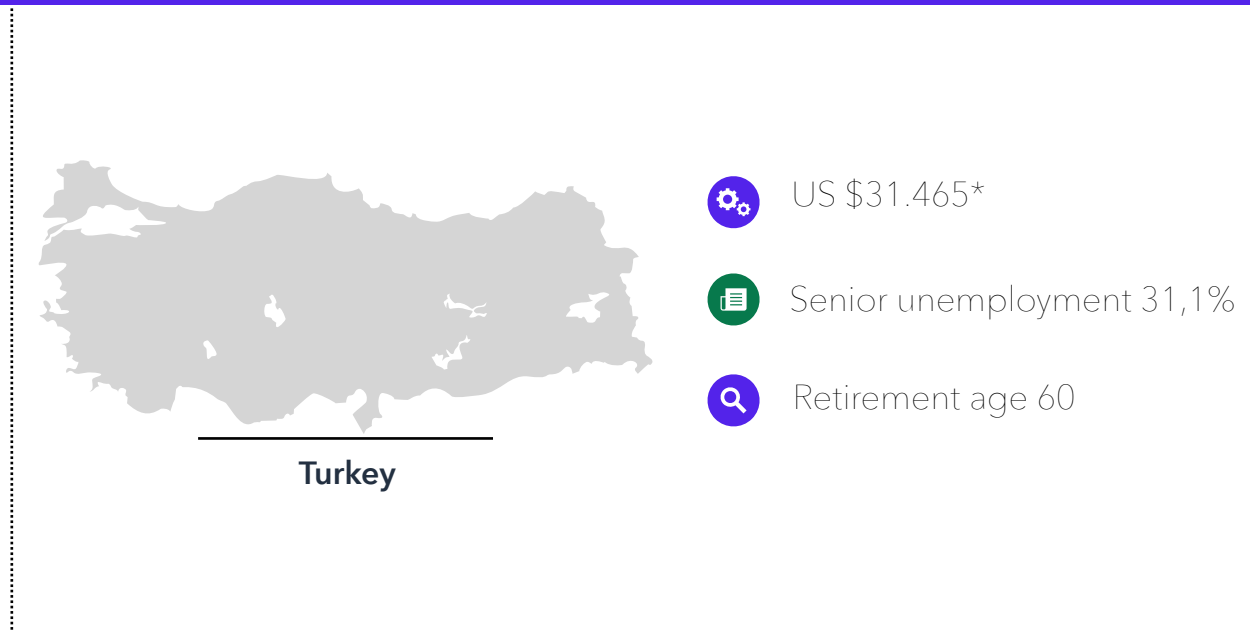 US $31.465*
Senior unemployment 31,1%
Retirement age 60
Turkey